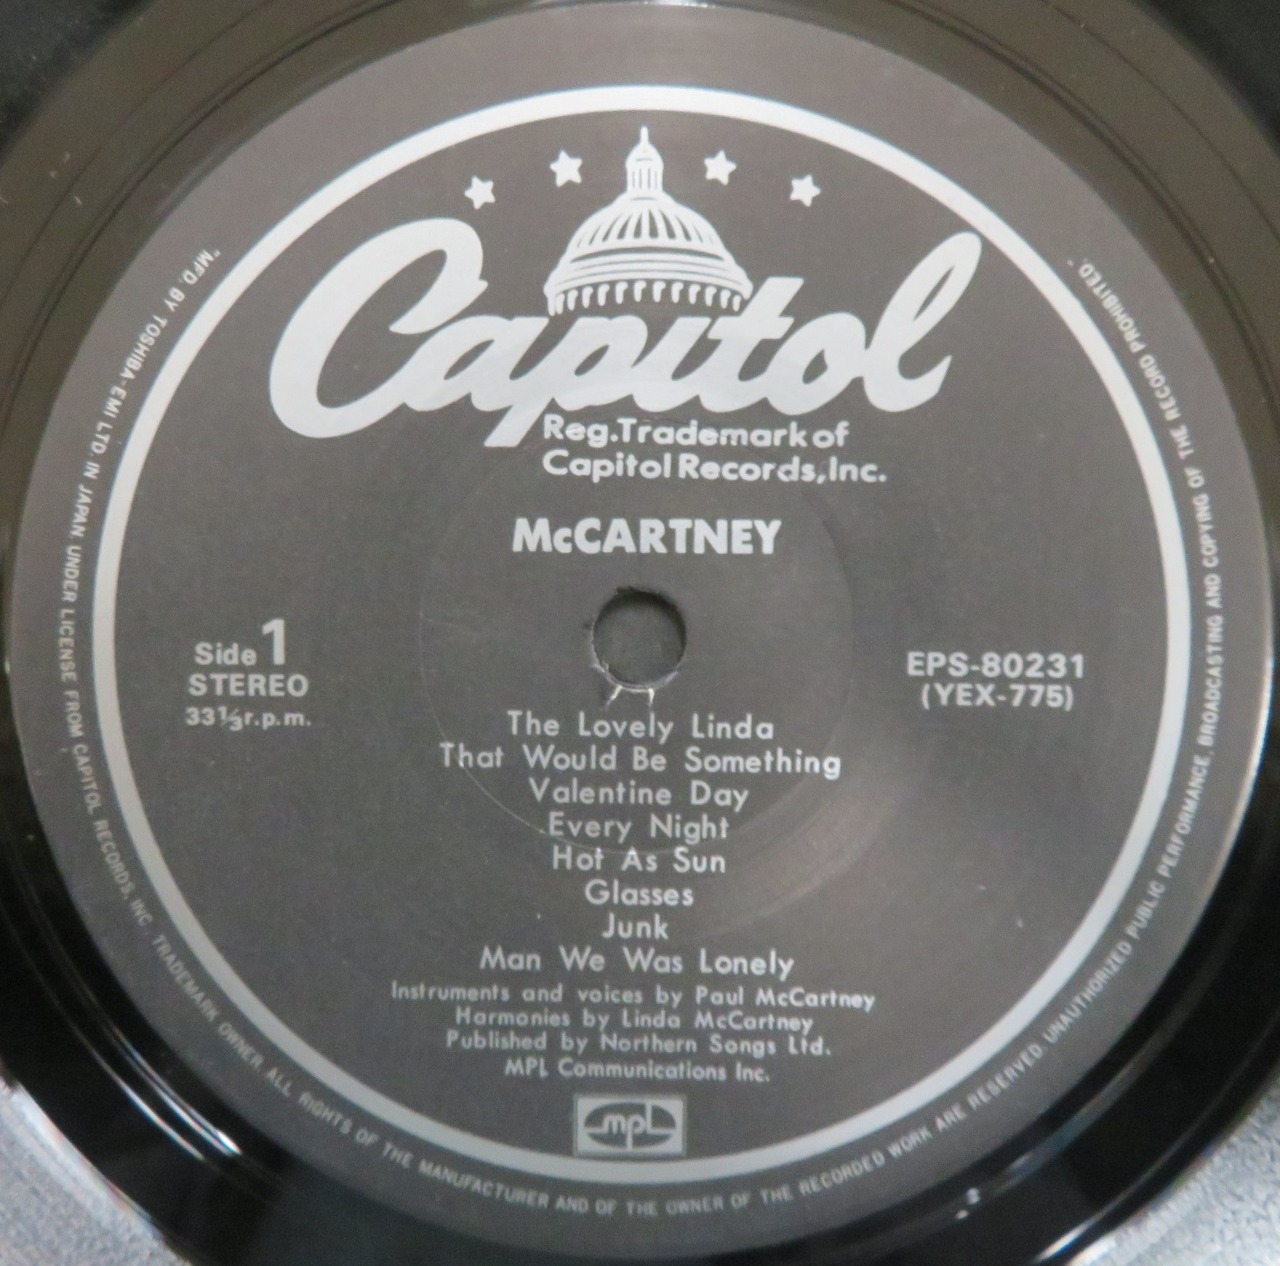 Capitol
Reg.Trademark of
Capitol Records,Inc.
McCARTNEY
Side 1
STEREO
33⅓r.p.m.
EPS-80231
(YEX-775)
The Lovely Linda
That Would Be Something
Valentine Day
Every Night
Hot As Sun
Glasses
Junk
Man We Was Lonely
Instruments and voices by Paul McCartney
Harmonies by Linda McCartney
Published by Northern Songs Ltd.
MPL Communications Inc.
mpl
"MFD. BY TOSHIBA-EMI LTD. IN JAPAN UNDER LICENSE FROM CAPITOL RECORDS, INC. TRADEMARK OWNER. ALL RIGHTS OF THE MANUFACTURER AND OF THE OWNER OF THE RECORDED WORK ARE RESERVED. UNAUTHORIZED PUBLIC PERFORMANCE, BROADCASTING AND COPYING OF THE RECORD PROHIBITED."